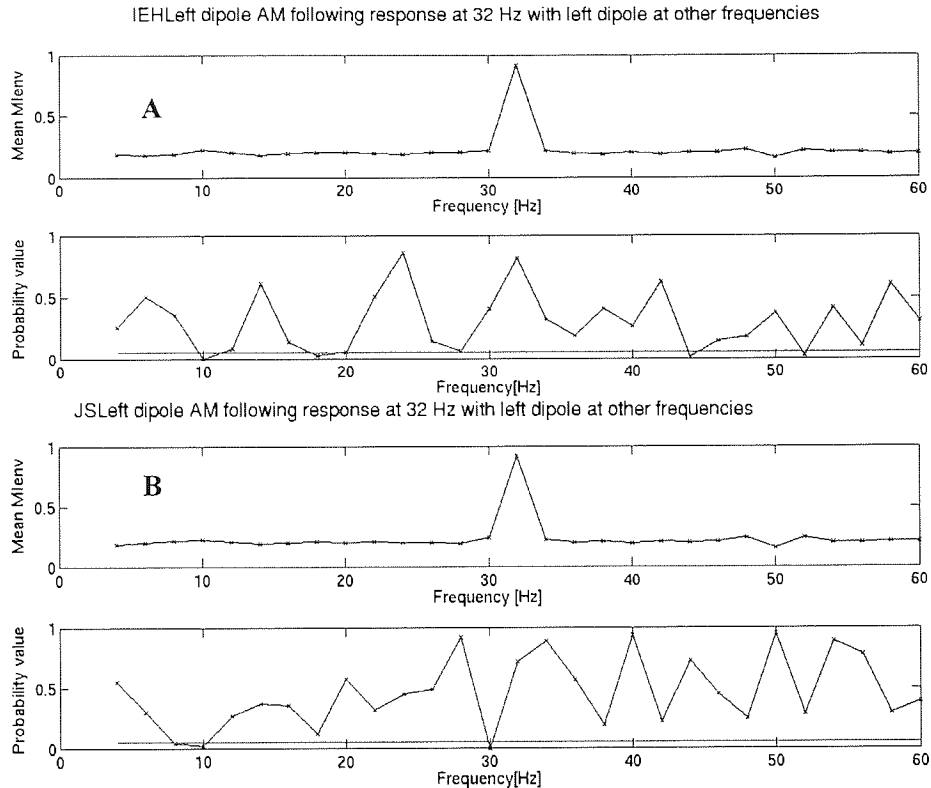 IEHLeft dipole AM following response at 32 Hz with left dipole at other frequencies
Mean MIenv
1
0.5
0
A
0 10 20 30 40 50 60
Frequency [Hz]
Probability value
1
0.5
0
0 10 20 30 40 50 60
Frequency[Hz]
JSLeft dipole AM following response at 32 Hz with left dipole at other frequencies
Mean MIenv
1
0.5
0
B
0 10 20 30 40 50 60
Frequency [Hz]
Probability value
1
0.5
0
0 10 20 30 40 50 60
Frequency[Hz]